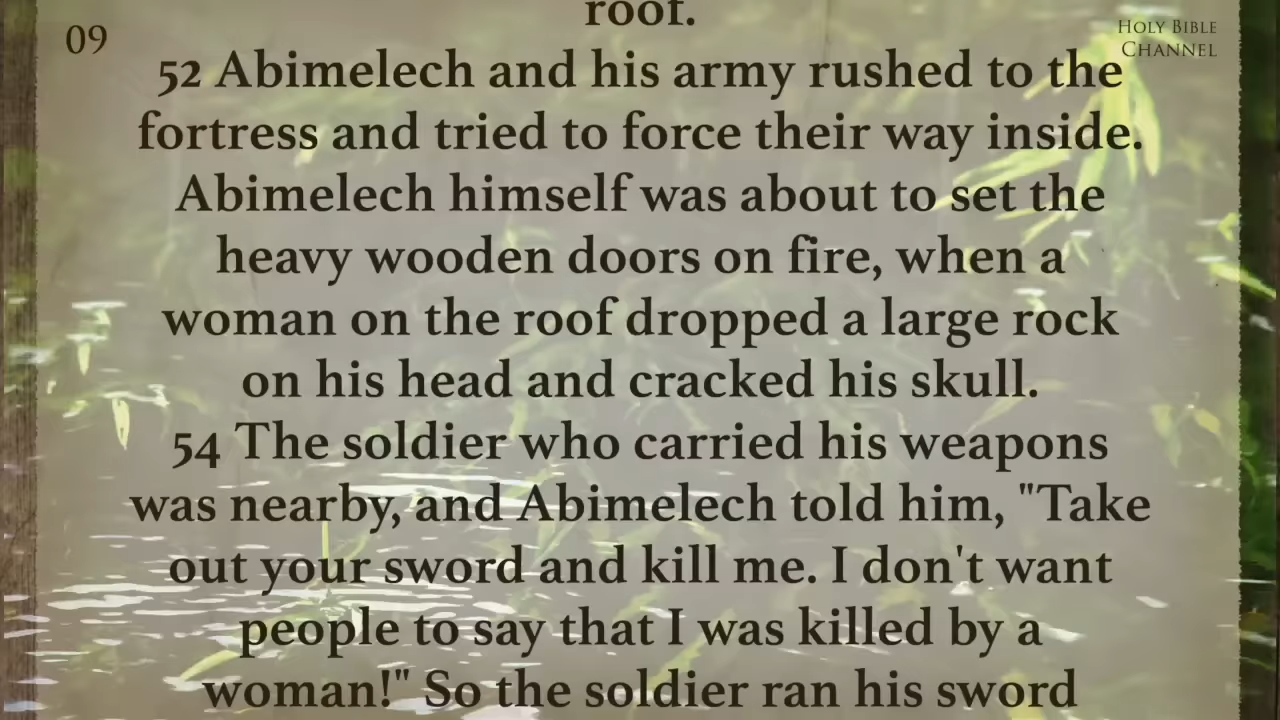 roof.
09
HOLY BIBLE
CHANNEL
52 Abimelech and his army rushed to the
fortress and tried to force their way inside.
Abimelech himself was about to set the
heavy wooden doors on fire, when a
woman on the roof dropped a large rock
on his head and cracked his skull.
54 The soldier who carried his weapons
was nearby, and Abimelech told him, "Take
out your sword and kill me. I don't want
people to say that I was killed by a
woman!" So the soldier ran his sword